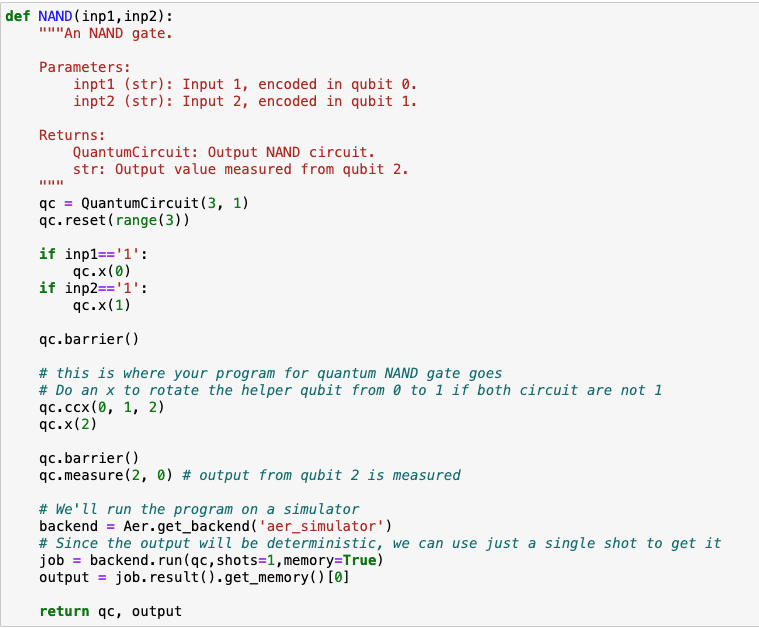 def NAND(inp1,inp2):
    """An NAND gate.

    Parameters:
        inpt1 (str): Input 1, encoded in qubit 0.
        inpt2 (str): Input 2, encoded in qubit 1.

    Returns:
        QuantumCircuit: Output NAND circuit.
        str: Output value measured from qubit 2.
    """
    qc = QuantumCircuit(3, 1)
    qc.reset(range(3))

    if inp1=='1':
        qc.x(0)
    if inp2=='1':
        qc.x(1)

    qc.barrier()

    # this is where your program for quantum NAND gate goes
    # Do an x to rotate the helper qubit from 0 to 1 if both circuit are not 1
    qc.ccx(0, 1, 2)
    qc.x(2)

    qc.barrier()
    qc.measure(2, 0) # output from qubit 2 is measured

    # We'll run the program on a simulator
    backend = Aer.get_backend('aer_simulator')
    # Since the output will be deterministic, we can use just a single shot to get it
    job = backend.run(qc,shots=1,memory=True)
    output = job.result().get_memory()[0]

    return qc, output